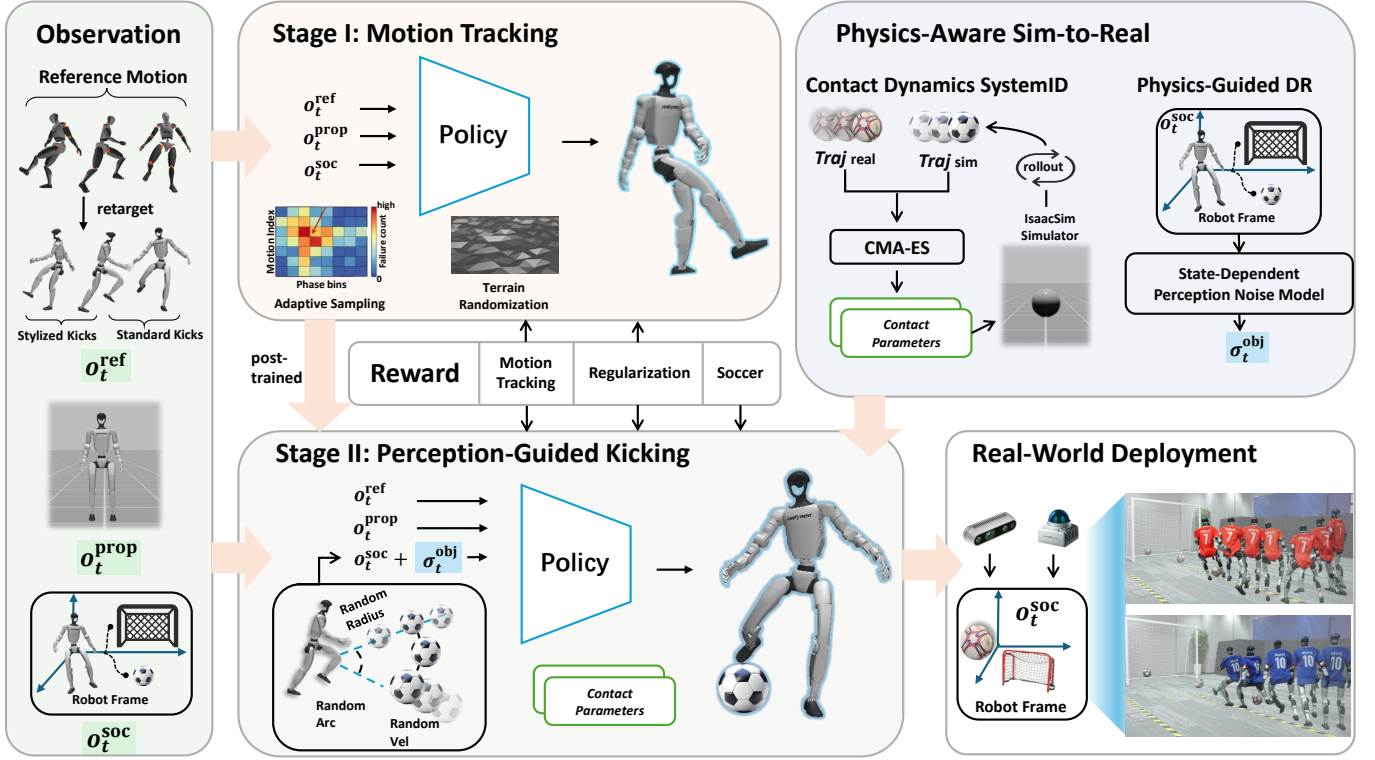 Observation
Reference Motion
retarget
Stylized Kicks
Standard Kicks
o_t^ref
o_t^prop
Robot Frame
o_t^soc
Stage I: Motion Tracking
o_t^ref
o_t^prop
o_t^soc
Policy
Motion Index
high
Failure count
0
Phase bins
Adaptive Sampling
Terrain
Randomization
post-
trained
Reward
Motion
Tracking
Regularization
Soccer
Stage II: Perception-Guided Kicking
o_t^ref
o_t^prop
o_t^soc + σ_t^obj
Policy
Random
Radius
Random
Arc
Random
Vel
Contact
Parameters
Physics-Aware Sim-to-Real
Contact Dynamics SystemID
Traj real
Traj sim
rollout
IsaacSim
Simulator
CMA-ES
Contact
Parameters
Physics-Guided DR
o_t^soc
Robot Frame
State-Dependent
Perception Noise Model
σ_t^obj
Real-World Deployment
o_t^soc
Robot Frame
7
7
7
7
7
7
10
10
10
10
10